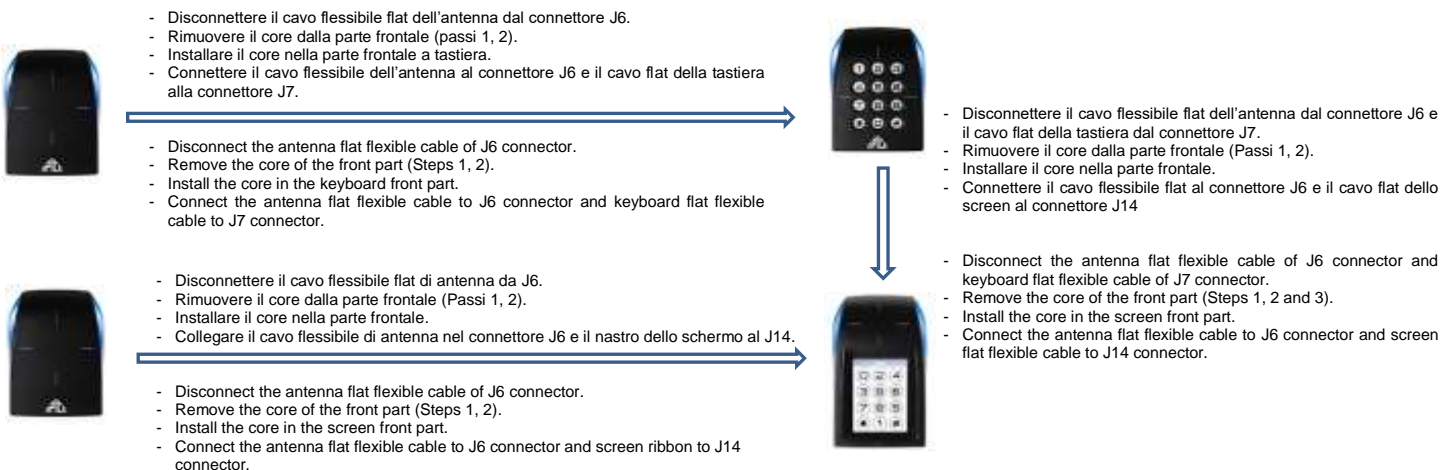 - Disconnettere il cavo flessibile flat dell'antenna dal connettore J6.
- Rimuovere il core dalla parte frontale (passi 1, 2).
- Installare il core nella parte frontale a tastiera.
- Connettere il cavo flessibile dell'antenna al connettore J6 e il cavo flat della tastiera
alla connettore J7.
- Disconnect the antenna flat flexible cable of J6 connector.
- Remove the core of the front part (Steps 1, 2).
- Install the core in the keyboard front part.
- Connect the antenna flat flexible cable to J6 connector and keyboard flat flexible
cable to J7 connector.
- Disconnettere il cavo flessibile flat dell'antenna dal connettore J6 e
il cavo flat della tastiera dal connettore J7.
- Rimuovere il core dalla parte frontale (Passi 1, 2).
- Installare il core nella parte frontale.
- Connettere il cavo flessibile flat al connettore J6 e il cavo flat dello
screen al connettore J14
- Disconnect the antenna flat flexible cable of J6 connector and
keyboard flat flexible cable of J7 connector.
- Remove the core of the front part (Steps 1, 2 and 3).
- Install the core in the screen front part.
- Connect the antenna flat flexible cable to J6 connector and screen
flat flexible cable to J14 connector.
- Disconnettere il cavo flessibile flat di antenna da J6.
- Rimuovere il core dalla parte frontale (Passi 1, 2).
- Installare il core nella parte frontale.
- Collegare il cavo flessibile di antenna nel connettore J6 e il nastro dello schermo al J14.
- Disconnect the antenna flat flexible cable of J6 connector.
- Remove the core of the front part (Steps 1, 2).
- Install the core in the screen front part.
- Connect the antenna flat flexible cable to J6 connector and screen ribbon to J14
connector.